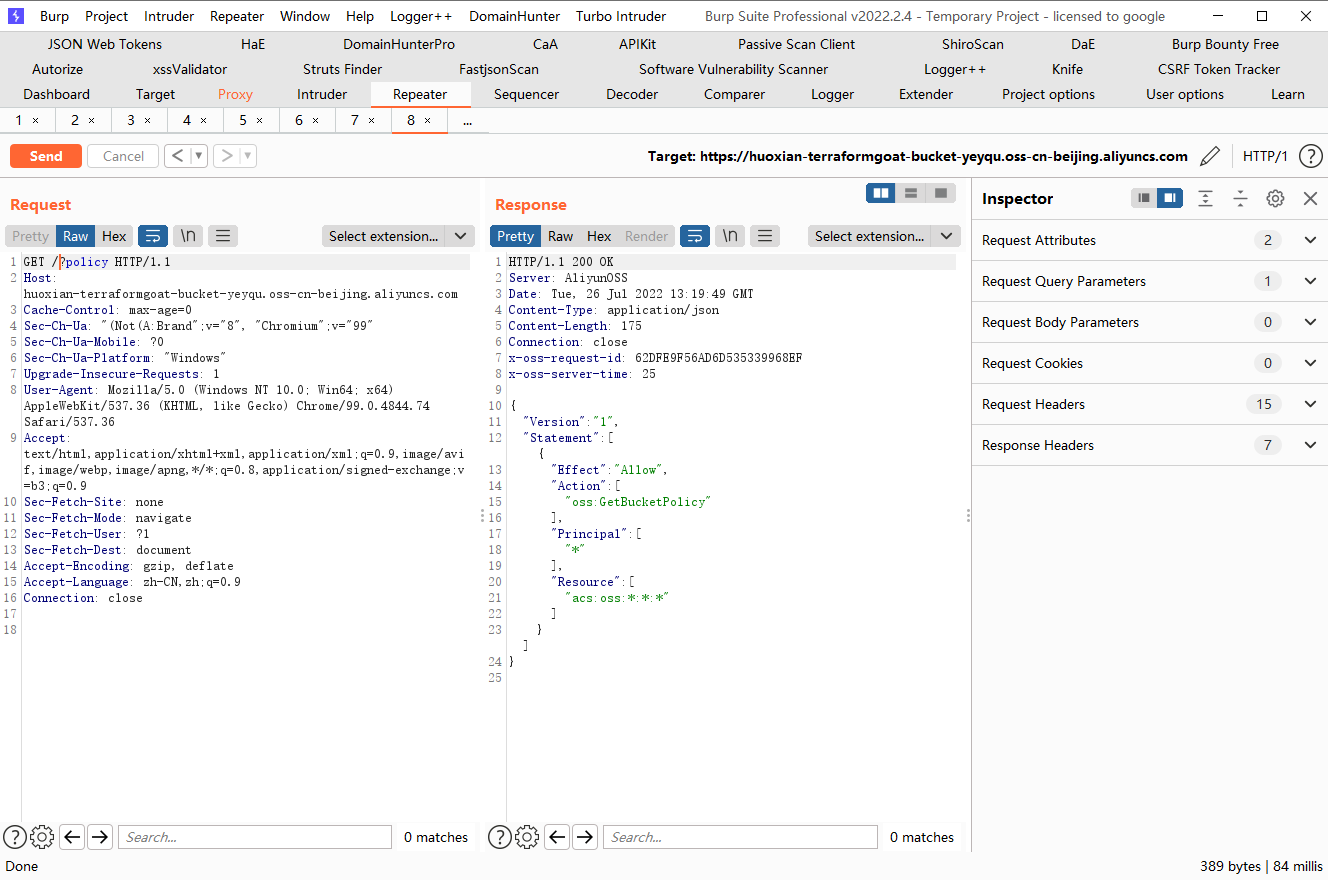 Burp Project Intruder Repeater Window Help Logger++ DomainHunter Turbo Intruder Burp Suite Professional v2022.2.4 - Temporary Project - licensed to google
JSON Web Tokens HaE DomainHunterPro CaA APIKit Passive Scan Client ShiroScan DaE Burp Bounty Free
Autorize xssValidator Struts Finder FastjsonScan Software Vulnerability Scanner Logger++ Knife CSRF Token Tracker
Dashboard Target Proxy Intruder Repeater Sequencer Decoder Comparer Logger Extender Project options User options Learn
1 × 2 × 3 × 4 × 5 × 6 × 7 × 8 × ...
Send Cancel < > Target: https://huoxian-terraformgoat-bucket-yeyqu.oss-cn-beijing.aliyuncs.com HTTP/1 ?
Request
Pretty Raw Hex \n Select extension...
1 GET /?policy HTTP/1.1
2 Host:
huoxian-terraformgoat-bucket-yeyqu.oss-cn-beijing.aliyuncs.com
3 Cache-Control: max-age=0
4 Sec-Ch-Ua: "(Not(A:Brand";v="8", "Chromium";v="99"
5 Sec-Ch-Ua-Mobile: ?0
6 Sec-Ch-Ua-Platform: "Windows"
7 Upgrade-Insecure-Requests: 1
8 User-Agent: Mozilla/5.0 (Windows NT 10.0; Win64; x64)
AppleWebKit/537.36 (KHTML, like Gecko) Chrome/99.0.4844.74
Safari/537.36
9 Accept:
text/html,application/xhtml+xml,application/xml;q=0.9,image/avi
f,image/webp,image/apng,*/*;q=0.8,application/signed-exchange;v
=b3;q=0.9
10 Sec-Fetch-Site: none
11 Sec-Fetch-Mode: navigate
12 Sec-Fetch-User: ?1
13 Sec-Fetch-Dest: document
14 Accept-Encoding: gzip, deflate
15 Accept-Language: zh-CN,zh;q=0.9
16 Connection: close
17
18
? Search... 0 matches
Response
Pretty Raw Hex Render \n Select extension...
1 HTTP/1.1 200 OK
2 Server: AliyunOSS
3 Date: Tue, 26 Jul 2022 13:19:49 GMT
4 Content-Type: application/json
5 Content-Length: 175
6 Connection: close
7 x-oss-request-id: 62DFE9F56AD6D535339968EF
8 x-oss-server-time: 25
9
10 {
11 "Version":"1",
12 "Statement":[
{
13 "Effect":"Allow",
14 "Action":[
15 "oss:GetBucketPolicy"
16 ],
17 "Principal":[
18 "*"
19 ],
20 "Resource":[
21 "acs:oss:*:*:*"
22 ]
23 }
]
24 }
25
? Search... 0 matches
Inspector
Request Attributes 2
Request Query Parameters 1
Request Body Parameters 0
Request Cookies 0
Request Headers 15
Response Headers 7
Done 389 bytes | 84 millis